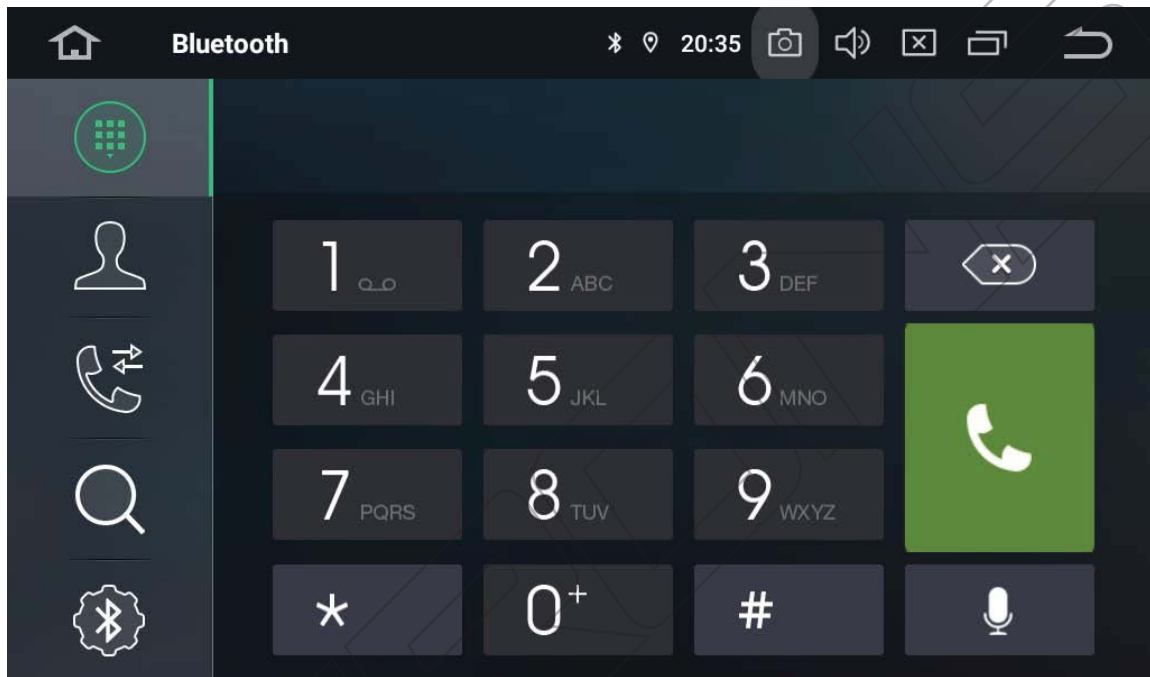 Bluetooth 20:35
1 2 ABC 3 DEF
4 GHI 5 JKL 6 MNO
7 PQRS 8 TUV 9 WXYZ
* 0+ #